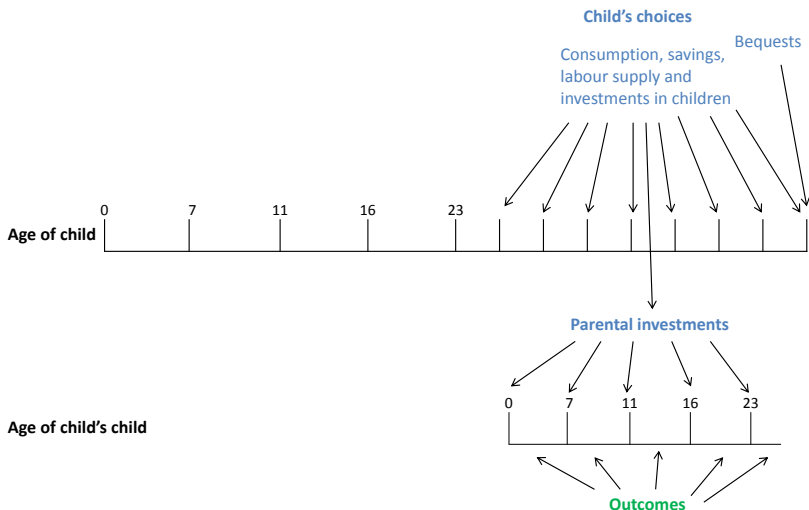 Child's choices
Bequests
Consumption, savings,
labour supply and
investments in children
0 7 11 16 23
Age of child
Parental investments
0 7 11 16 23
Age of child's child
Outcomes